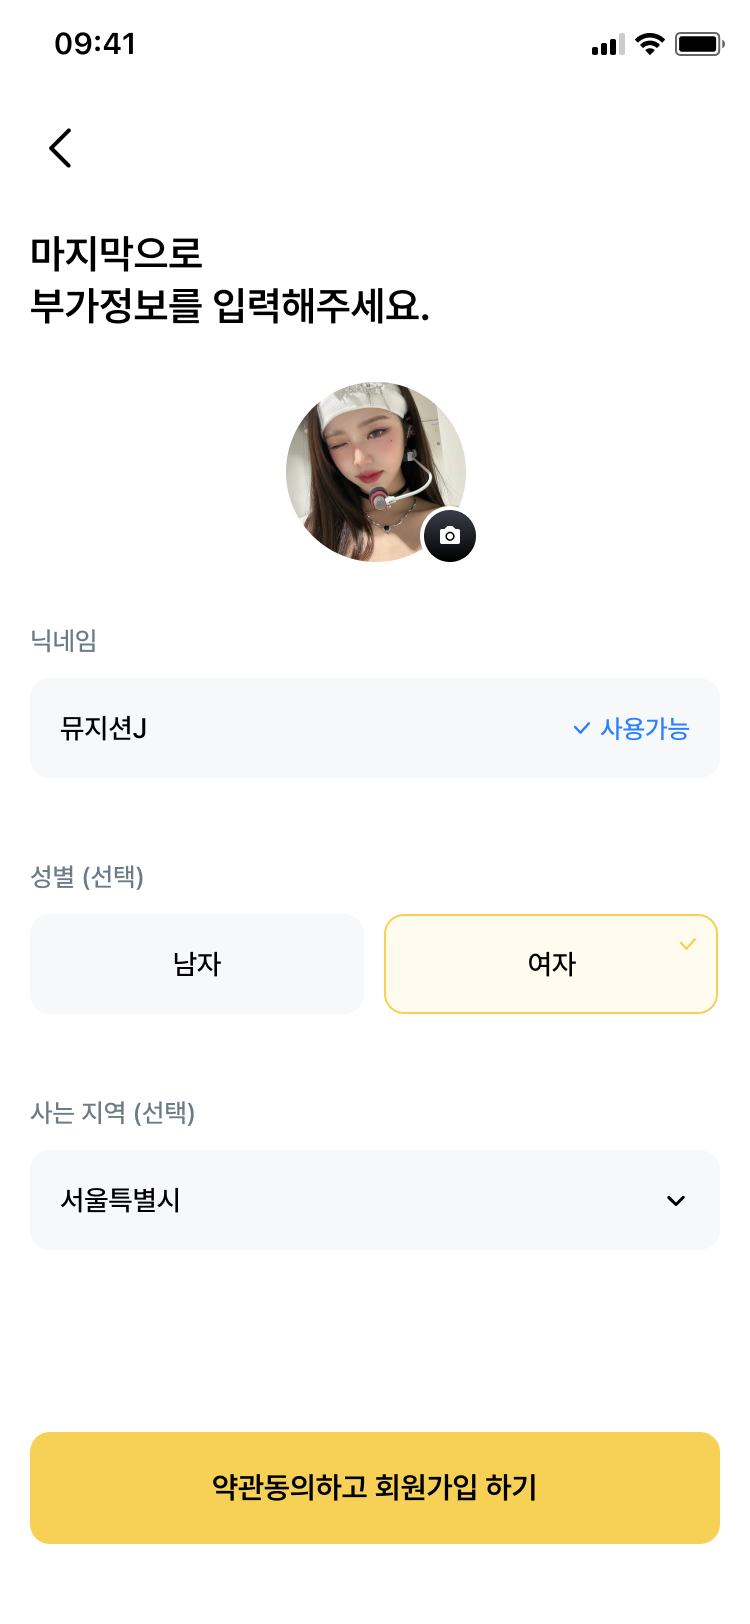 09:41
마지막으로
부가정보를 입력해주세요.
닉네임
뮤지션J
사용가능
성별 (선택)
남자
여자
사는 지역 (선택)
서울특별시
약관동의하고 회원가입 하기